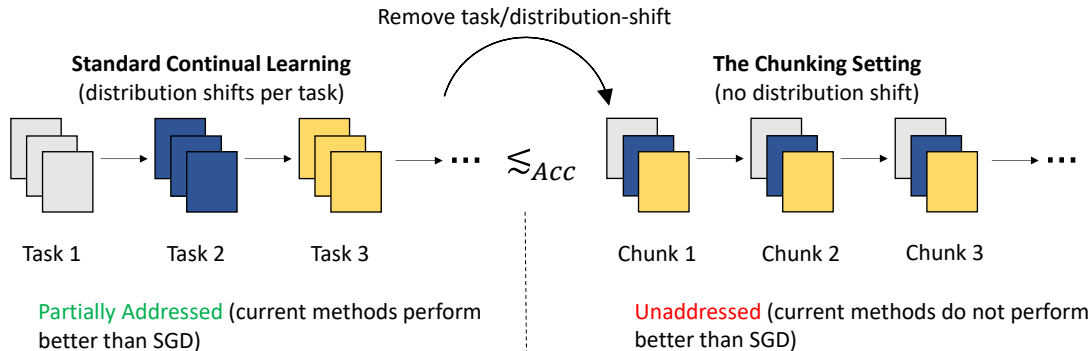 Remove task/distribution-shift
Standard Continual Learning
(distribution shifts per task)
The Chunking Setting
(no distribution shift)
... ⪅Acc ...
Task 1 Task 2 Task 3
Chunk 1 Chunk 2 Chunk 3
Partially Addressed (current methods perform
better than SGD)
Unaddressed (current methods do not perform
better than SGD)